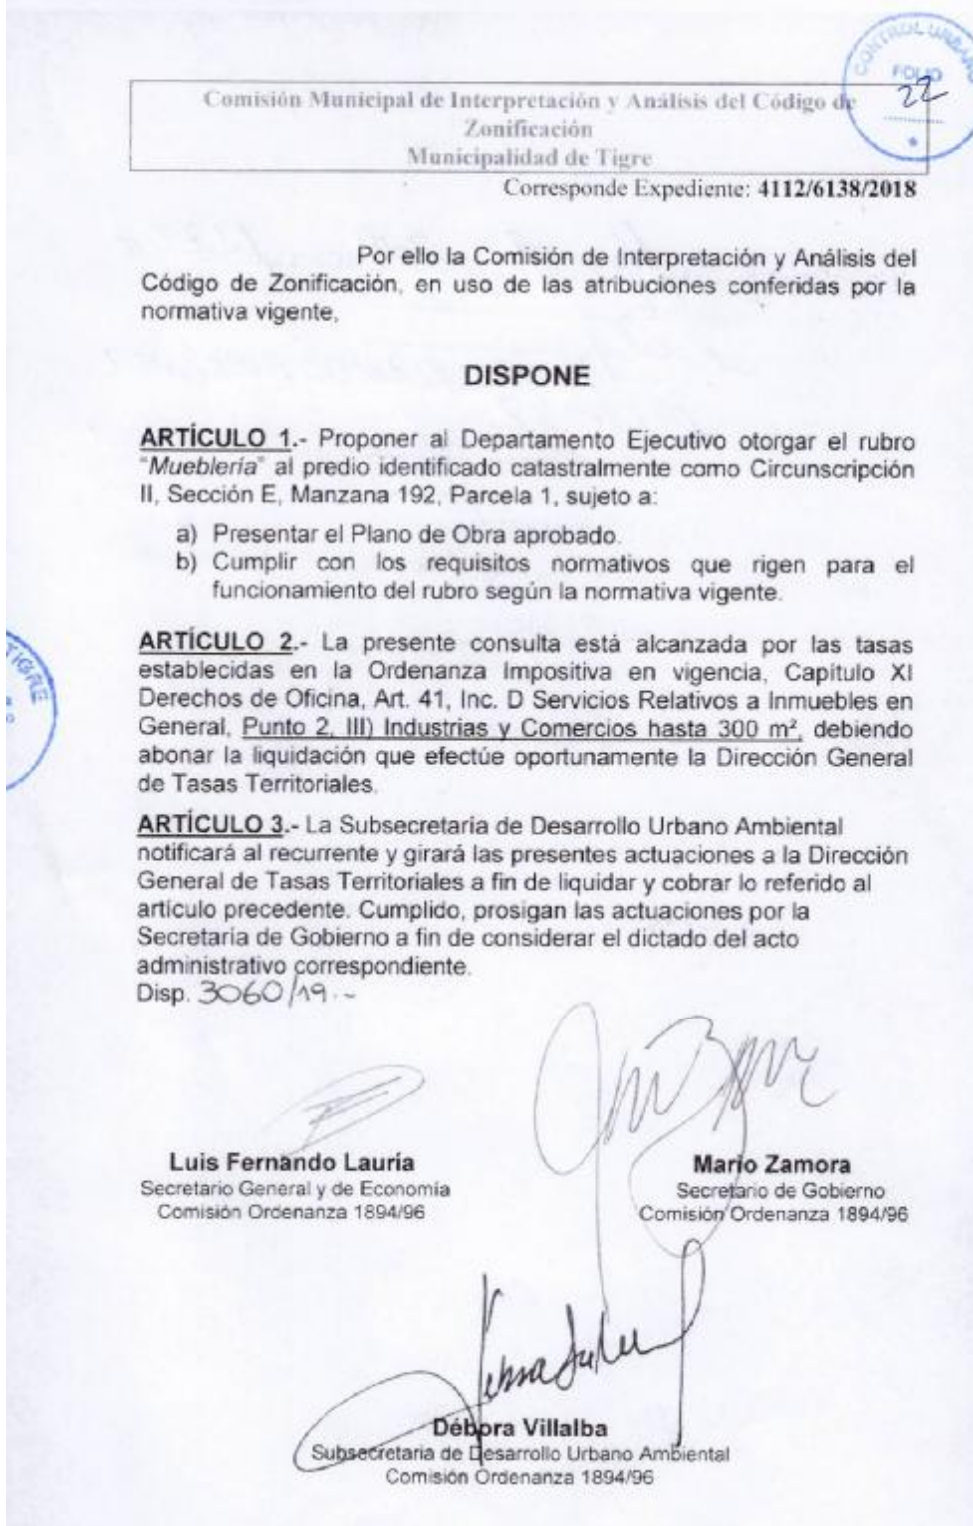 CONTROL URBANO
FOLIO
22
Comisión Municipal de Interpretación y Análisis del Código de
Zonificación
Municipalidad de Tigre
Corresponde Expediente: 4112/6138/2018
Por ello la Comisión de Interpretación y Análisis del
Código de Zonificación, en uso de las atribuciones conferidas por la
normativa vigente,
DISPONE
ARTÍCULO 1.- Proponer al Departamento Ejecutivo otorgar el rubro
“Mueblería” al predio identificado catastralmente como Circunscripción
II, Sección E, Manzana 192, Parcela 1, sujeto a:
a) Presentar el Plano de Obra aprobado.
b) Cumplir con los requisitos normativos que rigen para el
funcionamiento del rubro según la normativa vigente.
ARTÍCULO 2.- La presente consulta está alcanzada por las tasas
establecidas en la Ordenanza Impositiva en vigencia, Capítulo XI
Derechos de Oficina, Art. 41, Inc. D Servicios Relativos a Inmuebles en
General, Punto 2, III) Industrias y Comercios hasta 300 m², debiendo
abonar la liquidación que efectúe oportunamente la Dirección General
de Tasas Territoriales.
TIGRE
ARTÍCULO 3.- La Subsecretaria de Desarrollo Urbano Ambiental
notificará al recurrente y girará las presentes actuaciones a la Dirección
General de Tasas Territoriales a fin de liquidar y cobrar lo referido al
artículo precedente. Cumplido, prosigan las actuaciones por la
Secretaria de Gobierno a fin de considerar el dictado del acto
administrativo correspondiente.
Disp. 3060/19.-
Luis Fernando Lauría
Secretario General y de Economía
Comisión Ordenanza 1894/96
Mario Zamora
Secretario de Gobierno
Comisión Ordenanza 1894/96
Débora Villalba
Subsecretaria de Desarrollo Urbano Ambiental
Comisión Ordenanza 1894/96